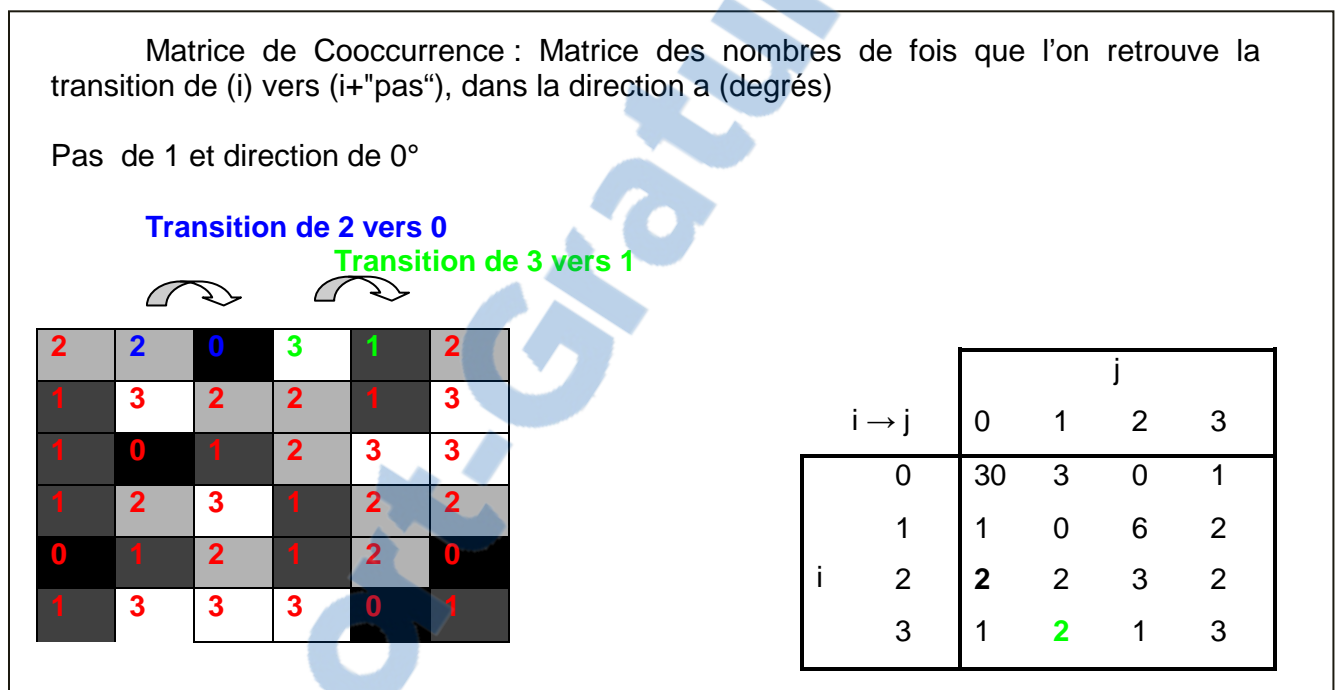 Matrice de Cooccurrence : Matrice des nombres de fois que l’on retrouve la
transition de (i) vers (i+"pas“), dans la direction a (degrés)
Pas de 1 et direction de 0°
Transition de 2 vers 0
Transition de 3 vers 1
2 2 0 3 1 2
1 3 2 2 1 3
1 0 1 2 3 3
1 2 3 1 2 2
0 1 2 1 2 0
1 3 3 3 0 1
j
i → j 0 1 2 3
0 30 3 0 1
1 1 0 6 2
i 2 2 2 3 2
3 1 2 1 3
ort-Gratu